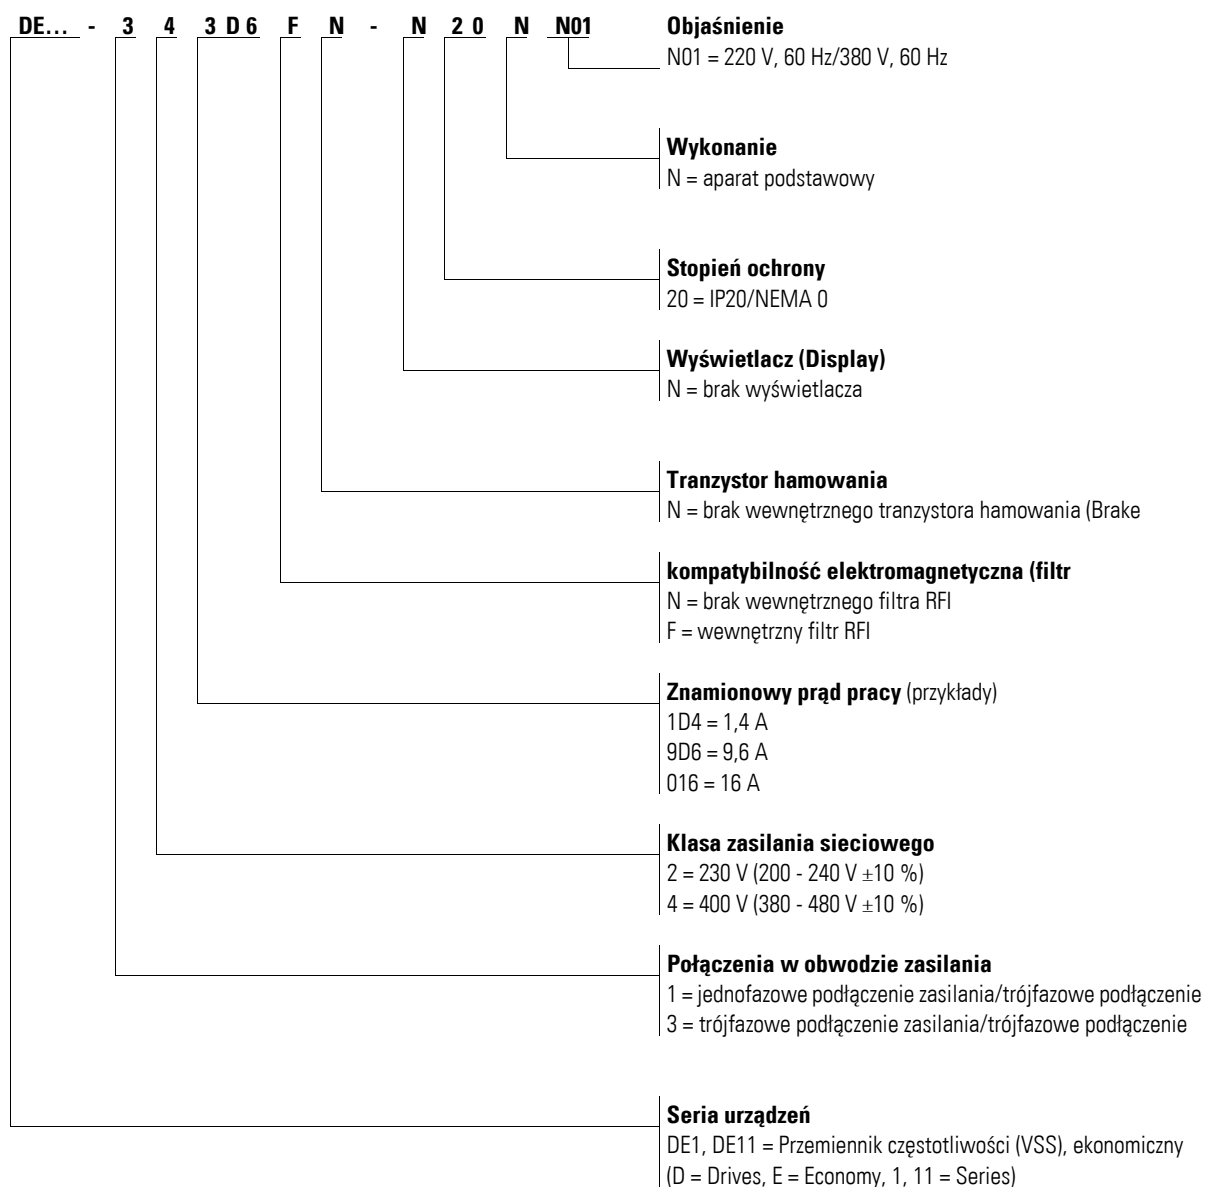 DE... - 3 4 3 D 6 F N - N 2 0 N N01
Objaśnienie
N01 = 220 V, 60 Hz/380 V, 60 Hz
Wykonanie
N = aparat podstawowy
Stopień ochrony
20 = IP20/NEMA 0
Wyświetlacz (Display)
N = brak wyświetlacza
Tranzystor hamowania
N = brak wewnętrznego tranzystora hamowania (Brake
kompatybilność elektromagnetyczna (filtr
N = brak wewnętrznego filtra RFI
F = wewnętrzny filtr RFI
Znamionowy prąd pracy (przykłady)
1D4 = 1,4 A
9D6 = 9,6 A
016 = 16 A
Klasa zasilania sieciowego
2 = 230 V (200 - 240 V ±10 %)
4 = 400 V (380 - 480 V ±10 %)
Połączenia w obwodzie zasilania
1 = jednofazowe podłączenie zasilania/trójfazowe podłączenie
3 = trójfazowe podłączenie zasilania/trójfazowe podłączenie
Seria urządzeń
DE1, DE11 = Przemiennik częstotliwości (VSS), ekonomiczny
(D = Drives, E = Economy, 1, 11 = Series)